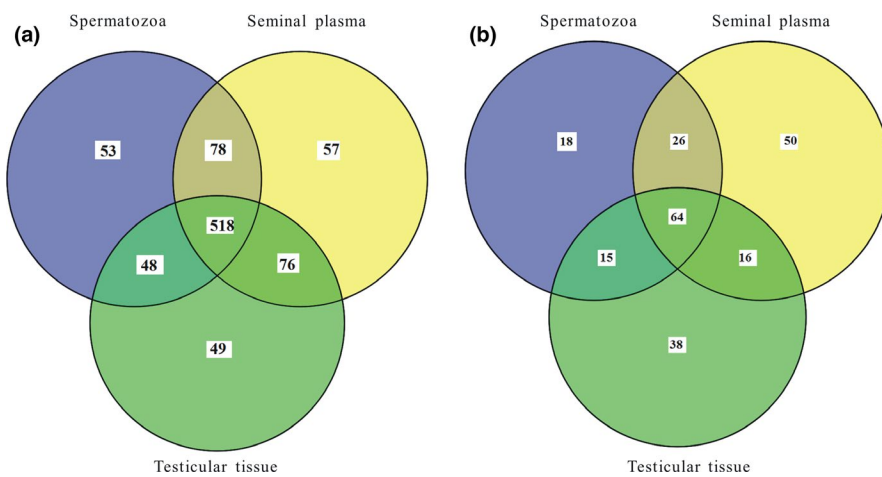 Spermatozoa Seminal plasma
(a)
53 78 57
518
48 76
49
Testicular tissue
Spermatozoa Seminal plasma
(b)
18 26 50
64
15 16
38
Testicular tissue